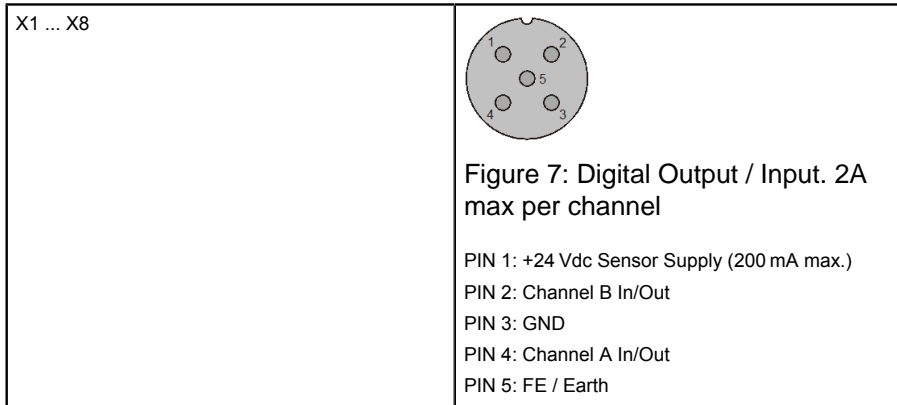 X1 ... X8
1 2
5
4 3
Figure 7: Digital Output / Input. 2A
max per channel
PIN 1: +24 Vdc Sensor Supply (200 mA max.)
PIN 2: Channel B In/Out
PIN 3: GND
PIN 4: Channel A In/Out
PIN 5: FE / Earth